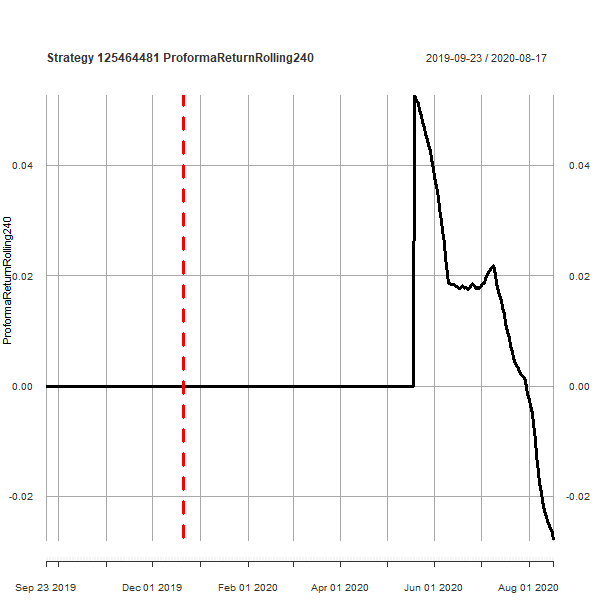 Strategy 125464481 ProformaReturnRolling240
2019-09-23 / 2020-08-17
ProformaReturnRolling240
0.04
0.02
0.00
-0.02
0.04
0.02
0.00
-0.02
Sep 23 2019
Dec 01 2019
Feb 01 2020
Apr 01 2020
Jun 01 2020
Aug 01 2020